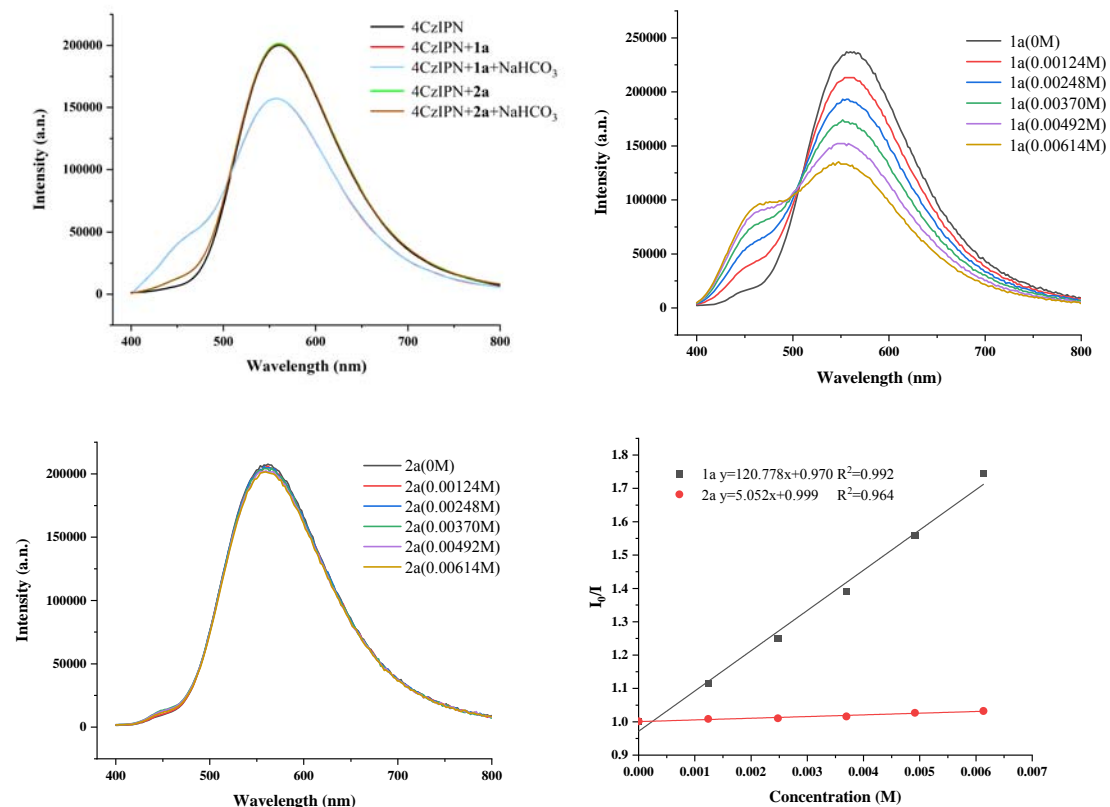 4CzIPN
4CzIPN+1a
4CzIPN+1a+NaHCO3
4CzIPN+2a
4CzIPN+2a+NaHCO3
200000
150000
100000
50000
0
Intensity (a.n.)
400 500 600 700 800
Wavelength (nm)
1a(0M)
1a(0.00124M)
1a(0.00248M)
1a(0.00370M)
1a(0.00492M)
1a(0.00614M)
250000
200000
150000
100000
50000
0
Intensity (a.n.)
400 500 600 700 800
Wavelength (nm)
2a(0M)
2a(0.00124M)
2a(0.00248M)
2a(0.00370M)
2a(0.00492M)
2a(0.00614M)
200000
150000
100000
50000
0
Intensity (a.n.)
400 500 600 700 800
Wavelength (nm)
1a y=120.778x+0.970 R²=0.992
2a y=5.052x+0.999 R²=0.964
1.8
1.7
1.6
1.5
1.4
1.3
1.2
1.1
1.0
0.9
I₀/I
0.000 0.001 0.002 0.003 0.004 0.005 0.006 0.007
Concentration (M)